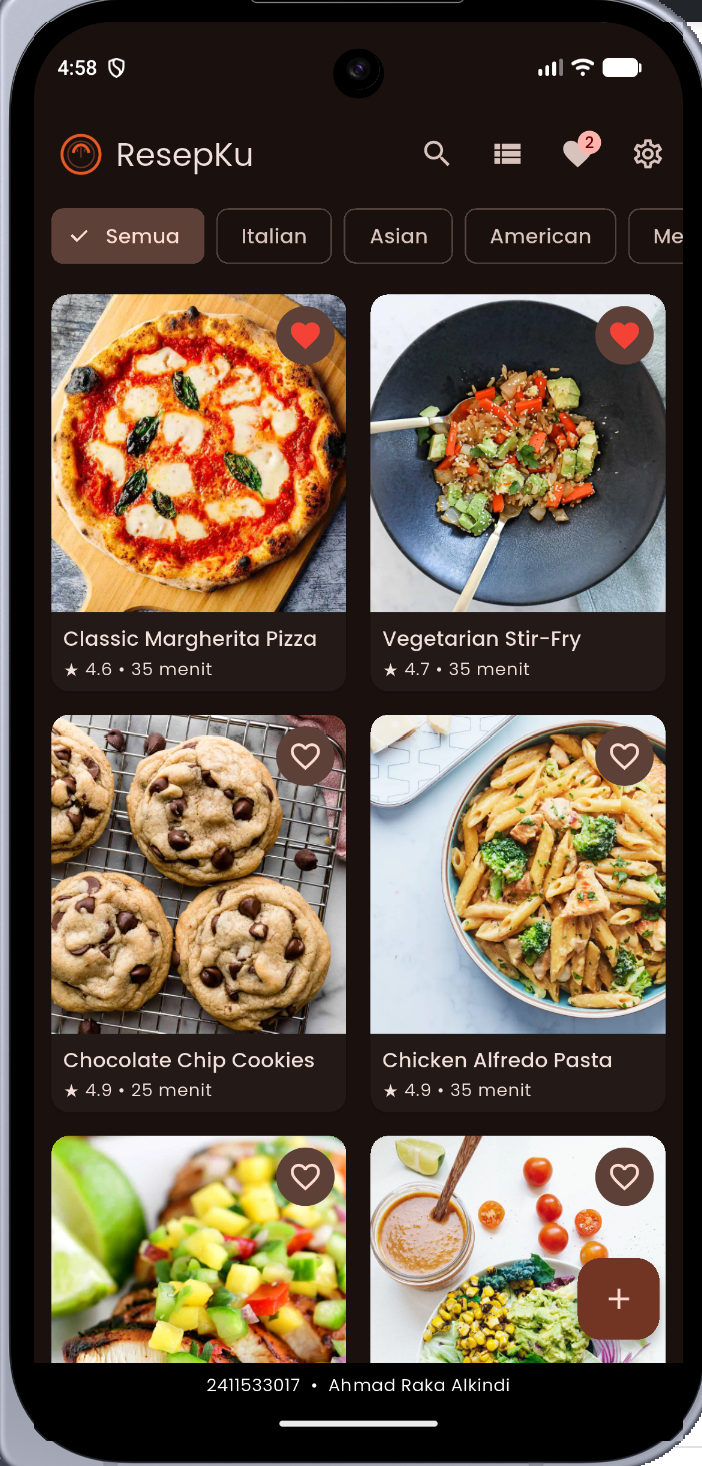 4:58
ResepKu
2
Semua
Italian
Asian
American
Me
Classic Margherita Pizza
★ 4.6 • 35 menit
Vegetarian Stir-Fry
★ 4.7 • 35 menit
Chocolate Chip Cookies
★ 4.9 • 25 menit
Chicken Alfredo Pasta
★ 4.9 • 35 menit
2411533017 • Ahmad Raka Alkindi